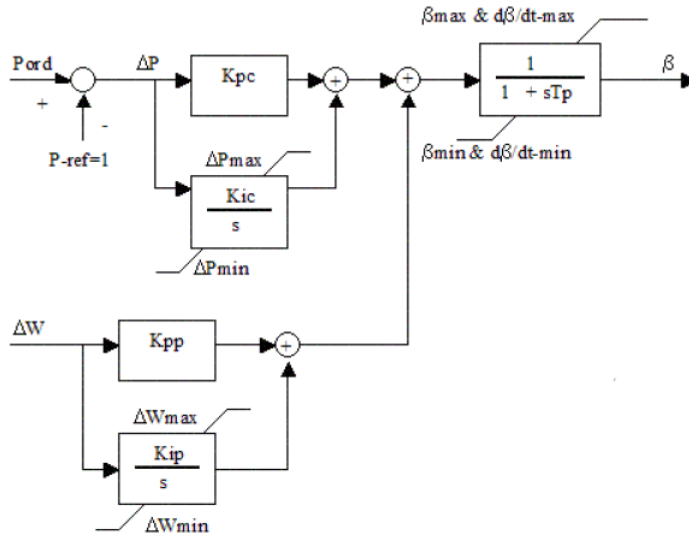 βmax & dβ/dt-max
Pord
ΔP
Kpc
+
+
1
1 + sTp
β
+
-
P-ref=1
βmin & dβ/dt-min
ΔPmax
Kic
s
ΔPmin
ΔW
Kpp
+
ΔWmax
Kip
s
ΔWmin